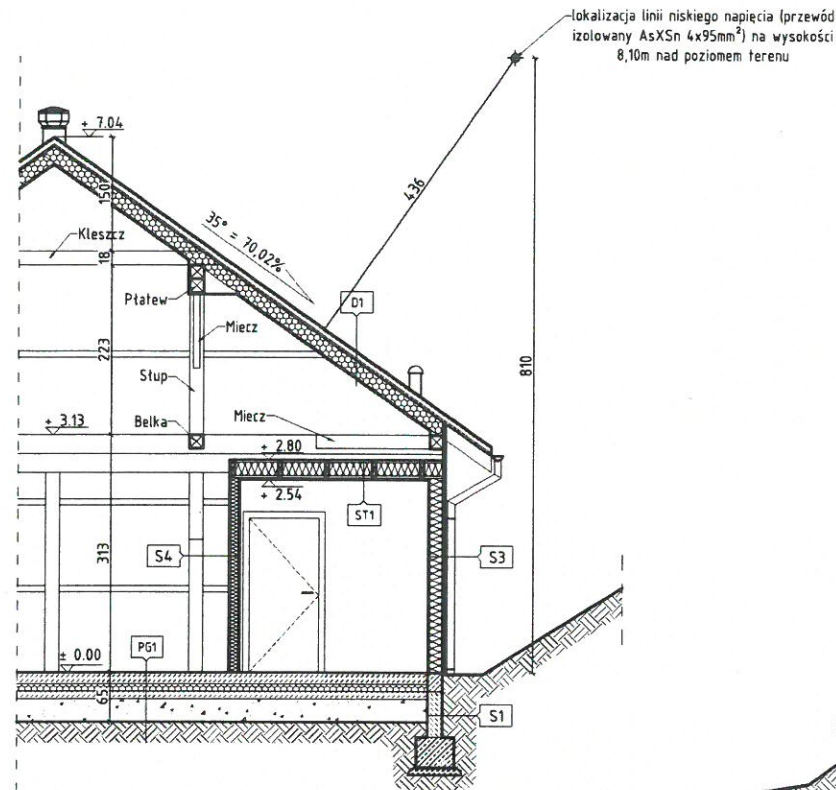 lokalizacja linii niskiego napięcia (przewód
izolowany AsXSn 4x95mm²) na wysokości
8,10m nad poziomem terenu
+ 7.04
150
436
35° = 70,02%
Kleszcz
18
Płatew
D1
Miecz
223
810
Słup
+ 3.13
Belka
Miecz
+ 2.80
+ 2.54
ST1
313
S4
S3
± 0.00
PG1
65
S1